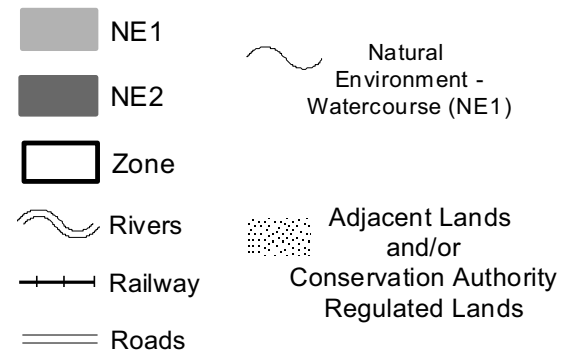 NE1
NE2
Zone
Rivers
Railway
Roads
Natural
Environment -
Watercourse (NE1)
Adjacent Lands
and/or
Conservation Authority
Regulated Lands